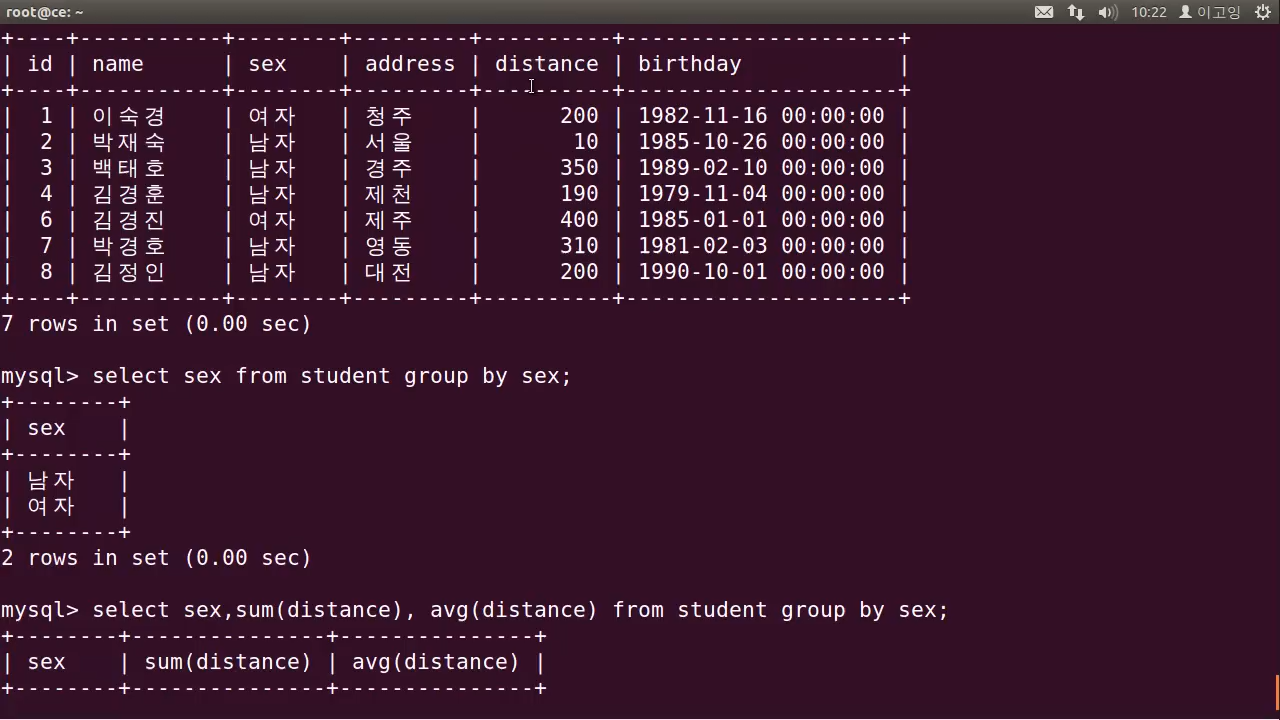 root@ce: ~ 10:22 이고잉
+----+-----------+--------+---------+----------+---------------------+
| id | name | sex | address | distance | birthday |
+----+-----------+--------+---------+----------+---------------------+
| 1 | 이숙경 | 여자 | 청주 | 200 | 1982-11-16 00:00:00 |
| 2 | 박재숙 | 남자 | 서울 | 10 | 1985-10-26 00:00:00 |
| 3 | 백태호 | 남자 | 경주 | 350 | 1989-02-10 00:00:00 |
| 4 | 김경훈 | 남자 | 제천 | 190 | 1979-11-04 00:00:00 |
| 6 | 김경진 | 여자 | 제주 | 400 | 1985-01-01 00:00:00 |
| 7 | 박경호 | 남자 | 영동 | 310 | 1981-02-03 00:00:00 |
| 8 | 김정인 | 남자 | 대전 | 200 | 1990-10-01 00:00:00 |
+----+-----------+--------+---------+----------+---------------------+
7 rows in set (0.00 sec)
mysql> select sex from student group by sex;
+--------+
| sex |
+--------+
| 남자 |
| 여자 |
+--------+
2 rows in set (0.00 sec)
mysql> select sex,sum(distance), avg(distance) from student group by sex;
+--------+---------------+---------------+
| sex | sum(distance) | avg(distance) |
+--------+---------------+---------------+